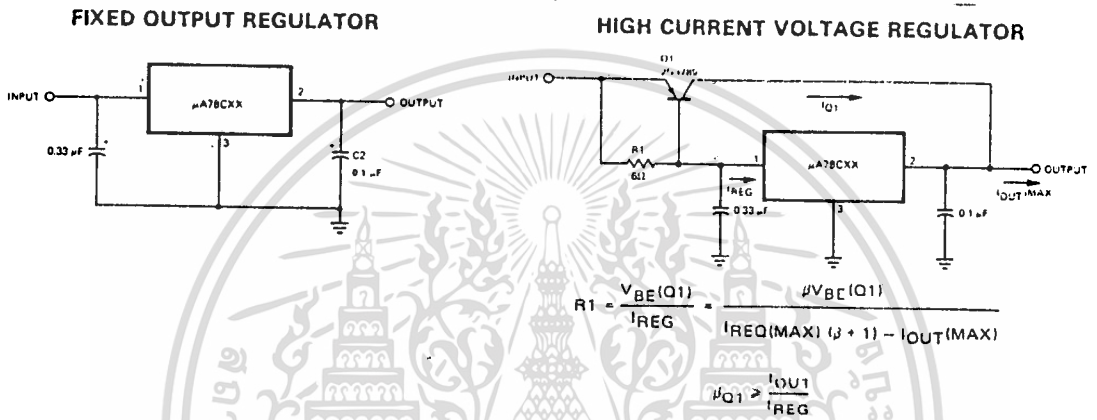 FIXED OUTPUT REGULATOR
INPUT
1
µA78CXX
2
OUTPUT
3
0.33 µF
+
+
C2
0.1 µF
HIGH CURRENT VOLTAGE REGULATOR
INPUT
Q1
IQ1
R1
6Ω
IREG
1
µA78CXX
2
OUTPUT
IOUT(MAX)
3
0.33 µF
0.1 µF
R1 = VBE(Q1) / IREG = βVBE(Q1) / IREQ(MAX) (β + 1) − IOUT(MAX)
βQ1 ≥ IOUT / IREG